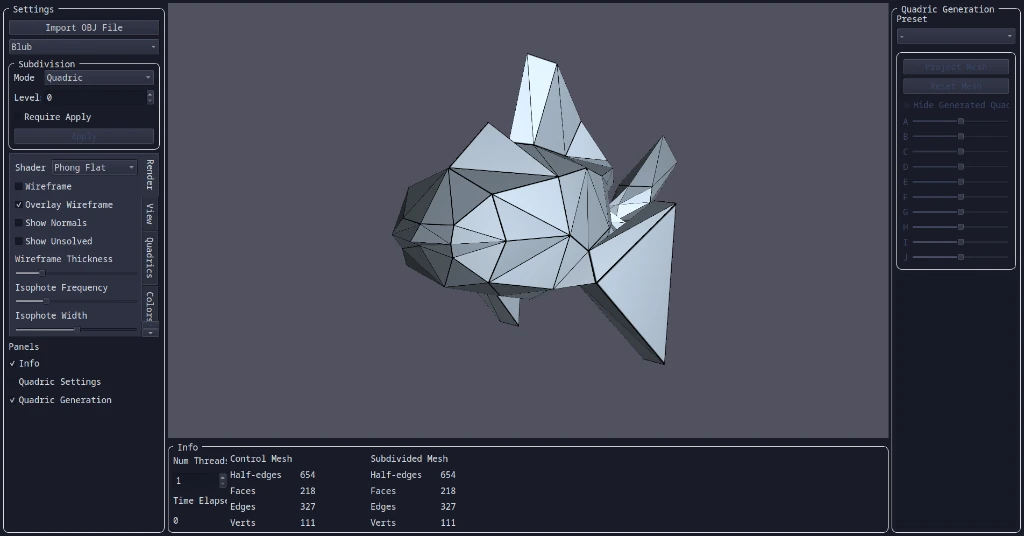 Settings
Import OBJ File
Blub
Subdivision
Mode Quadric
Level 0
Require Apply
Apply
Shader Phong Flat
Wireframe
Overlay Wireframe
Show Normals
Show Unsolved
Wireframe Thickness
Isophote Frequency
Isophote Width
Render
View
Quadrics
Colors
Panels
Info
Quadric Settings
Quadric Generation
Info
Num Thread
1
Time Elapse
0
Control Mesh
Half-edges 654
Faces 218
Edges 327
Verts 111
Subdivided Mesh
Half-edges 654
Faces 218
Edges 327
Verts 111
Quadric Generation
Preset
-
Project Mesh
Reset Mesh
Hide Generated Quad
A
B
C
D
E
F
G
H
I
J